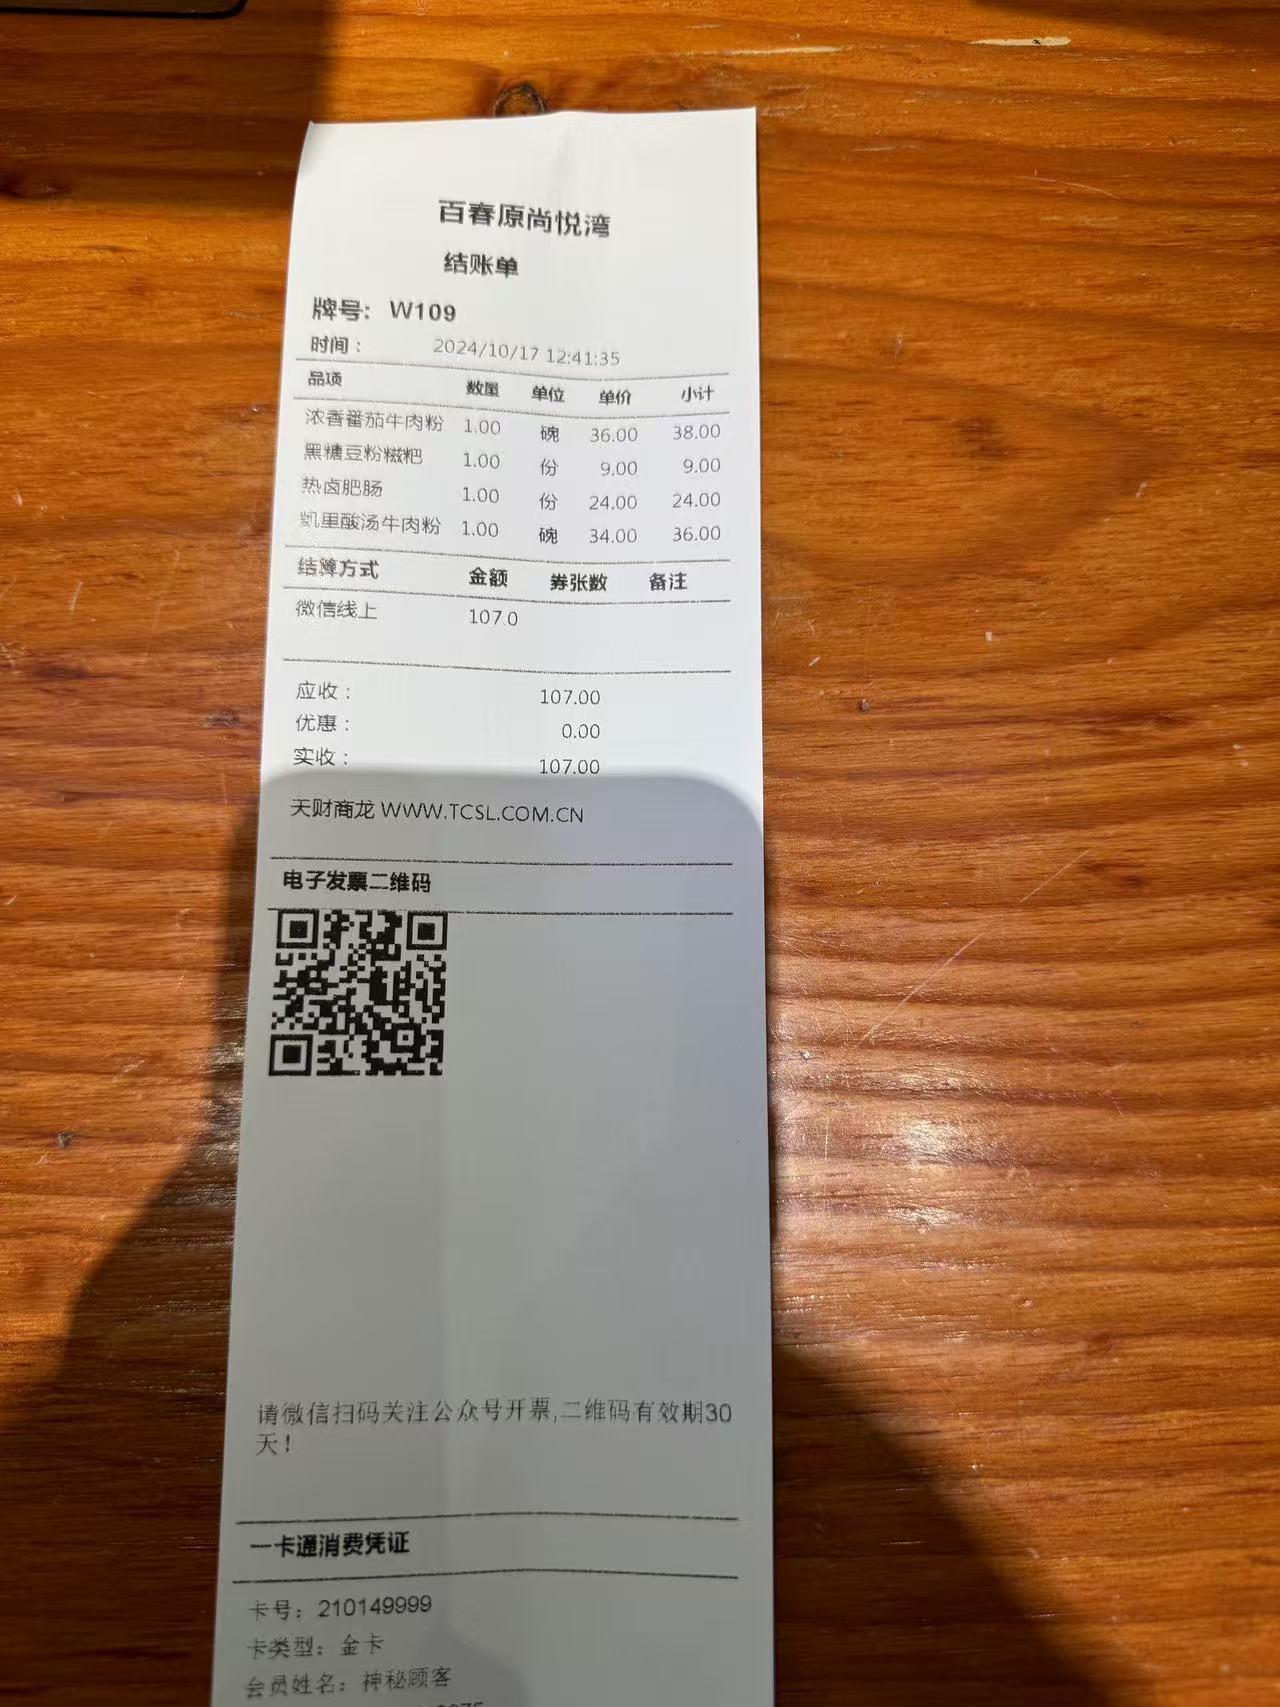 百春原尚悦湾
结账单
牌号: W109
时间: 2024/10/17 12:41:35
品项 数量 单位 单价 小计
浓香番茄牛肉粉 1.00 碗 36.00 38.00
黑糖豆粉糍粑 1.00 份 9.00 9.00
热卤肥肠 1.00 份 24.00 24.00
凯里酸汤牛肉粉 1.00 碗 34.00 36.00
结算方式 金额 券张数 备注
微信线上 107.0
应收: 107.00
优惠: 0.00
实收: 107.00
天财商龙 WWW.TCSL.COM.CN
电子发票二维码
请微信扫码关注公众号开票,二维码有效期30
天!
一卡通消费凭证
卡号: 210149999
卡类型: 金卡
会员姓名: 神秘顾客